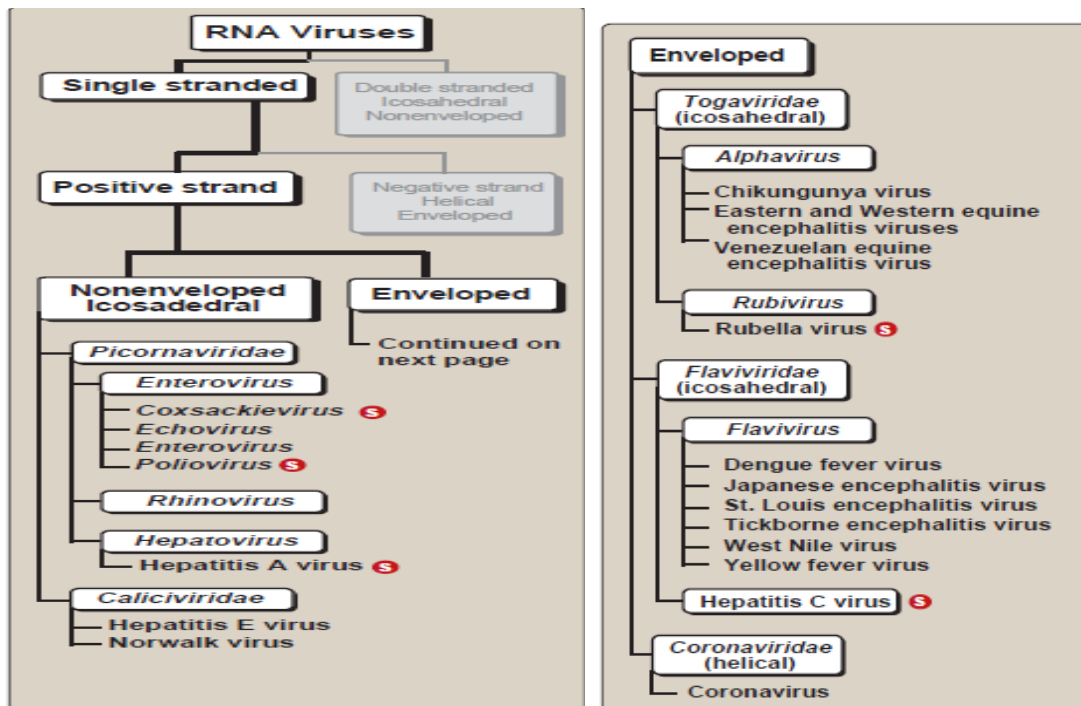 RNA Viruses
Single stranded
Double stranded
Icosahedral
Nonenveloped
Positive strand
Negative strand
Helical
Enveloped
Nonenveloped
Icosadedral
Enveloped
Continued on
next page
Picornaviridae
Enterovirus
Coxsackievirus S
Echovirus
Enterovirus
Poliovirus S
Rhinovirus
Hepatovirus
Hepatitis A virus S
Caliciviridae
Hepatitis E virus
Norwalk virus
Enveloped
Togaviridae
(icosahedral)
Alphavirus
Chikungunya virus
Eastern and Western equine
encephalitis viruses
Venezuelan equine
encephalitis virus
Rubivirus
Rubella virus S
Flaviviridae
(icosahedral)
Flavivirus
Dengue fever virus
Japanese encephalitis virus
St. Louis encephalitis virus
Tickborne encephalitis virus
West Nile virus
Yellow fever virus
Hepatitis C virus S
Coronaviridae
(helical)
Coronavirus